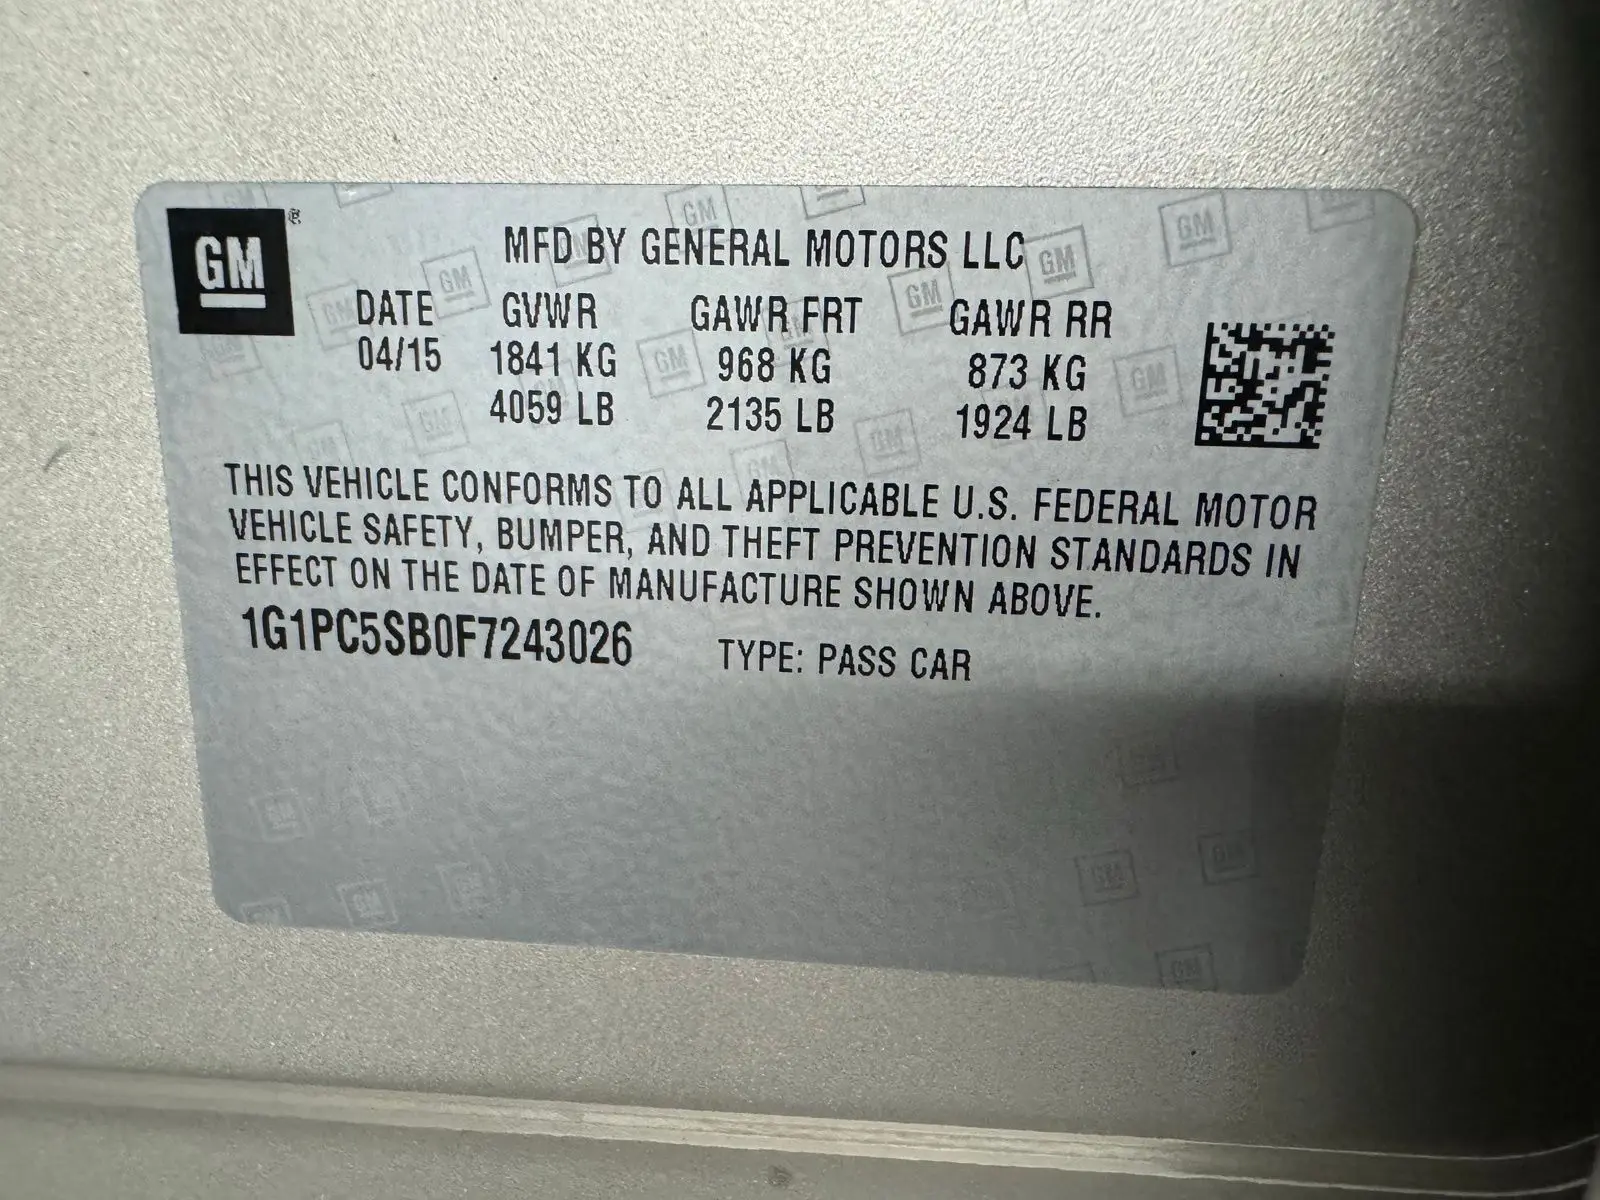 GM®
MFD BY GENERAL MOTORS LLC
DATE GVWR GAWR FRT GAWR RR
04/15 1841 KG 968 KG 873 KG
4059 LB 2135 LB 1924 LB
THIS VEHICLE CONFORMS TO ALL APPLICABLE U.S. FEDERAL MOTOR
VEHICLE SAFETY, BUMPER, AND THEFT PREVENTION STANDARDS IN
EFFECT ON THE DATE OF MANUFACTURE SHOWN ABOVE.
1G1PC5SB0F7243026 TYPE: PASS CAR